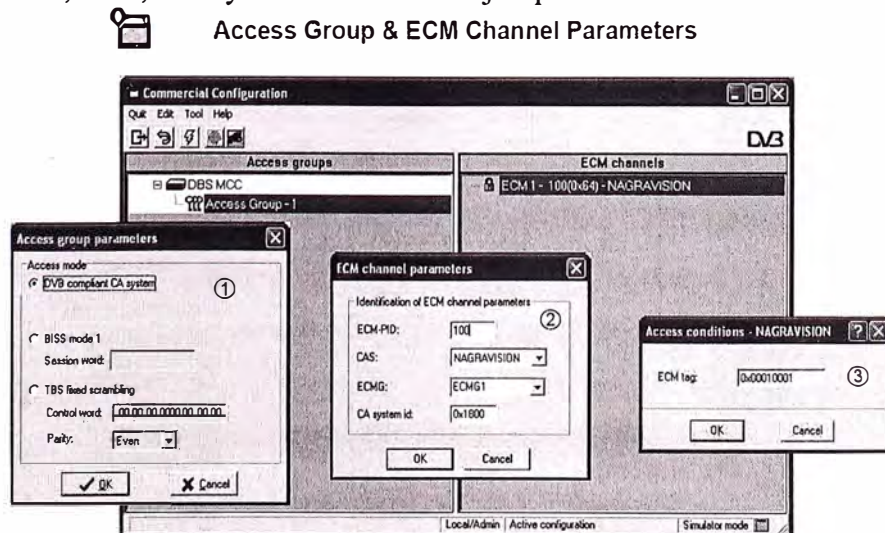 Access Group & ECM Channel Parameters
Commercial Configuration
Quit Edit Tool Help
DVB
Access groups
ECM channels
DBS MCC
Access Group - 1
ECM 1 - 100(0x64) - NAGRAVISION
Access group parameters
Access mode
DVB compliant CA system
①
BISS mode 1
Session word:
TBS fixed scrambling
Control word:
Parity: Even
OK Cancel
ECM channel parameters
Identification of ECM channel parameters
②
ECM-PID: 100
CAS: NAGRAVISION
ECMG: ECMG1
CA system id: 0x1800
OK Cancel
Access conditions - NAGRAVISION
ECM tag: 0x00010001
③
OK Cancel
Local/Admin Active configuration Simulator mode